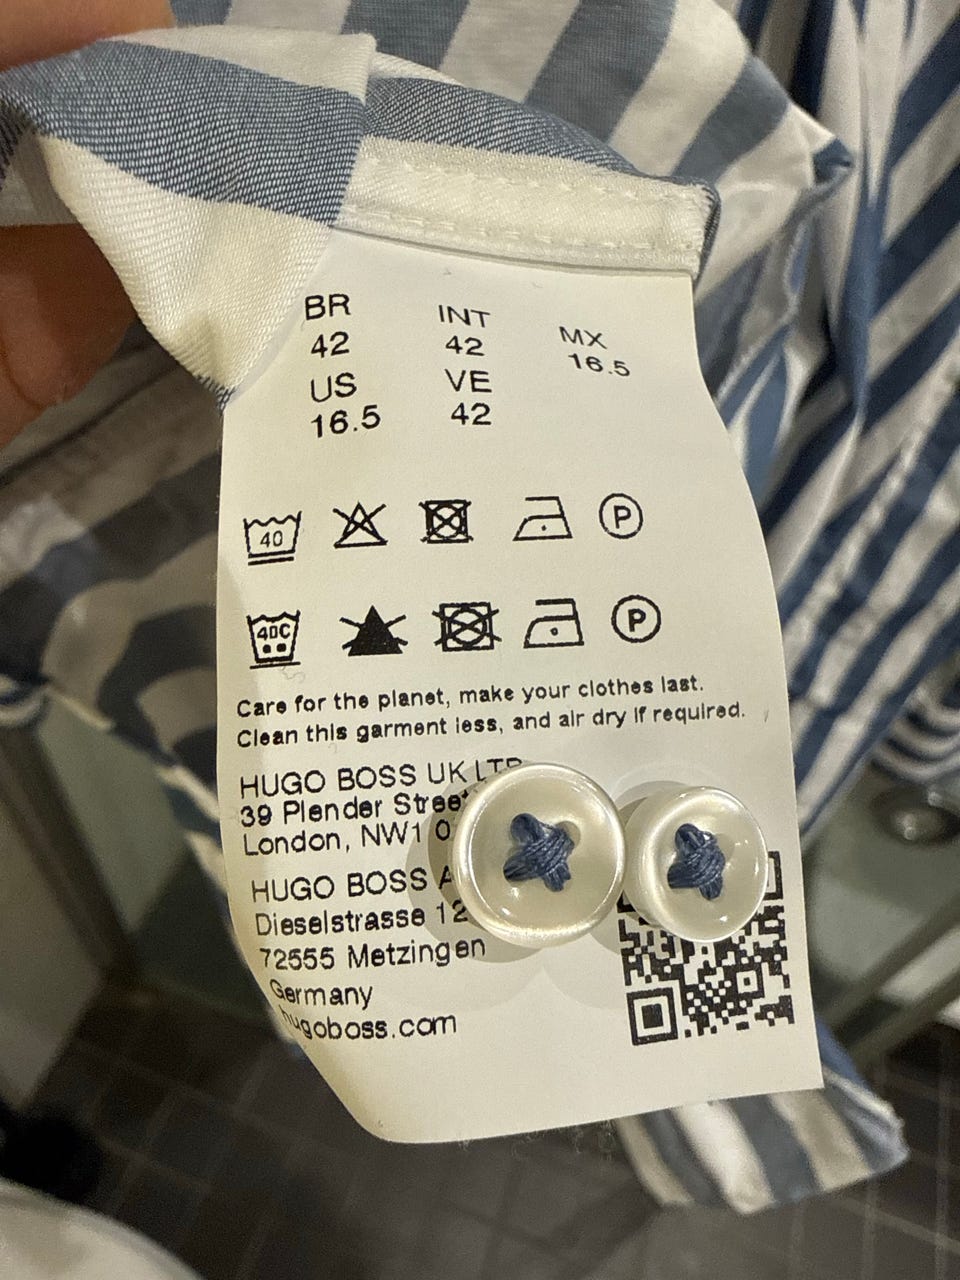 BR INT MX
42 42 16.5
US VE
16.5 42
40 P
40C P
Care for the planet, make your clothes last.
Clean this garment less, and air dry if required.
HUGO BOSS UK LTD
39 Plender Street
London, NW1 0
HUGO BOSS A
Dieselstrasse 12
72555 Metzingen
Germany
hugoboss.com